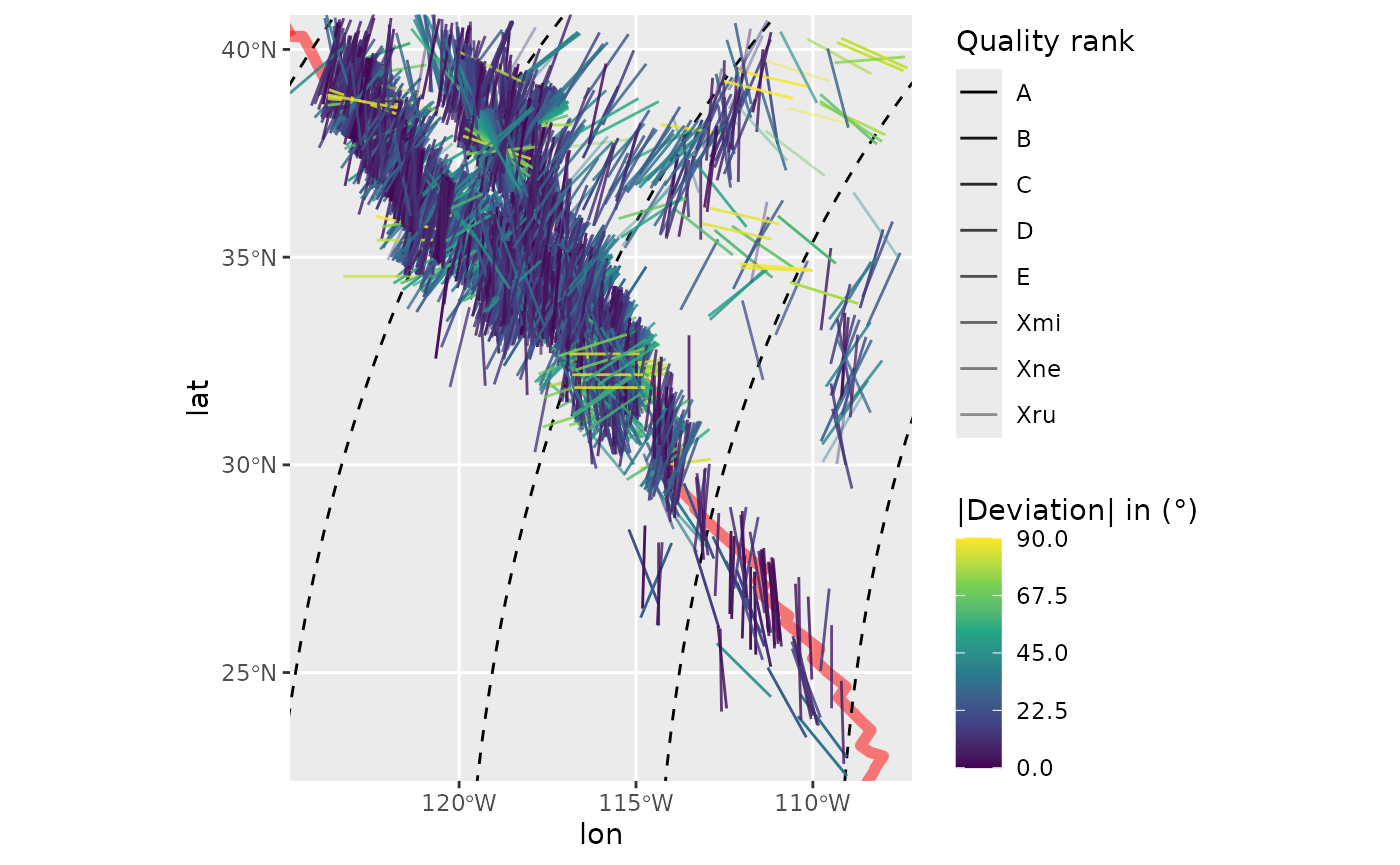 40°N
35°N
30°N
25°N
lat
120°W
115°W
110°W
lon
Quality rank
A
B
C
D
E
Xmi
Xne
Xru
|Deviation| in (°)
90.0
67.5
45.0
22.5
0.0